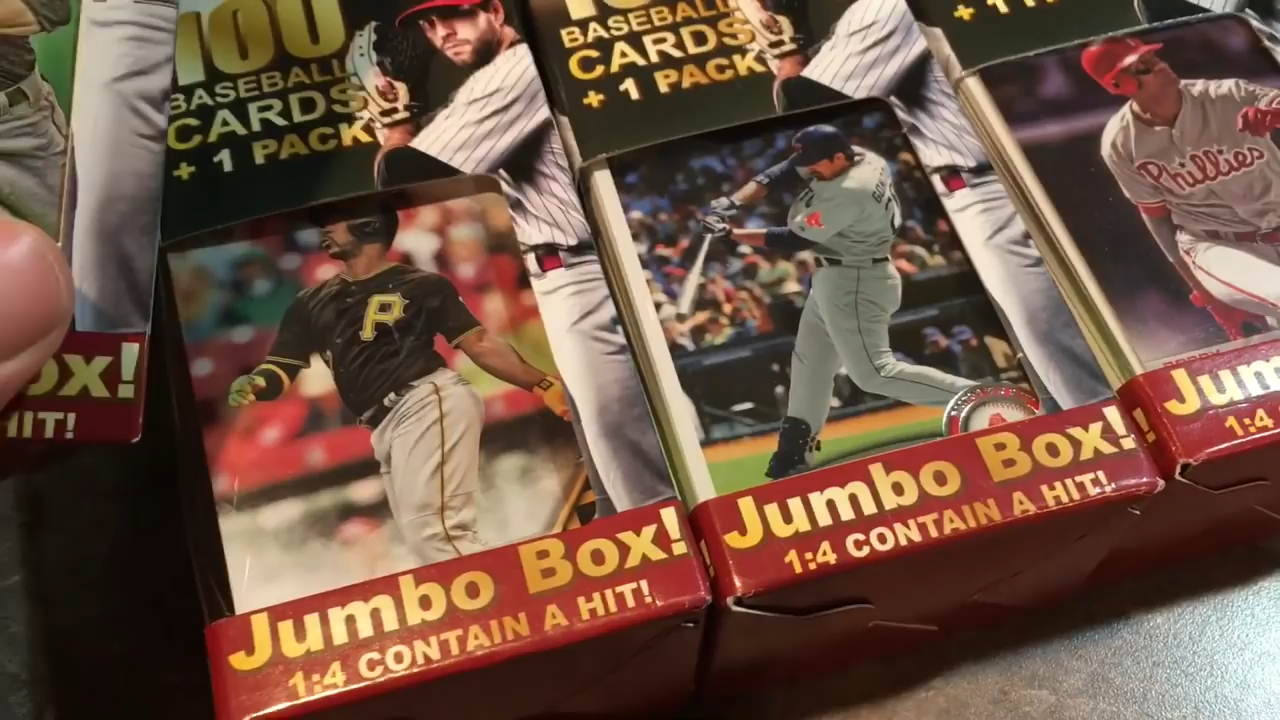 100
BASEBALL
CARDS
+ 1 PACK
100
BASEBALL
CARDS
+ 1 PACK
P
Phillies
ox!
HIT!
Jumbo Box!
1:4 CONTAIN A HIT!
Jumbo Box!
1:4 CONTAIN A HIT!
Jum
1:4